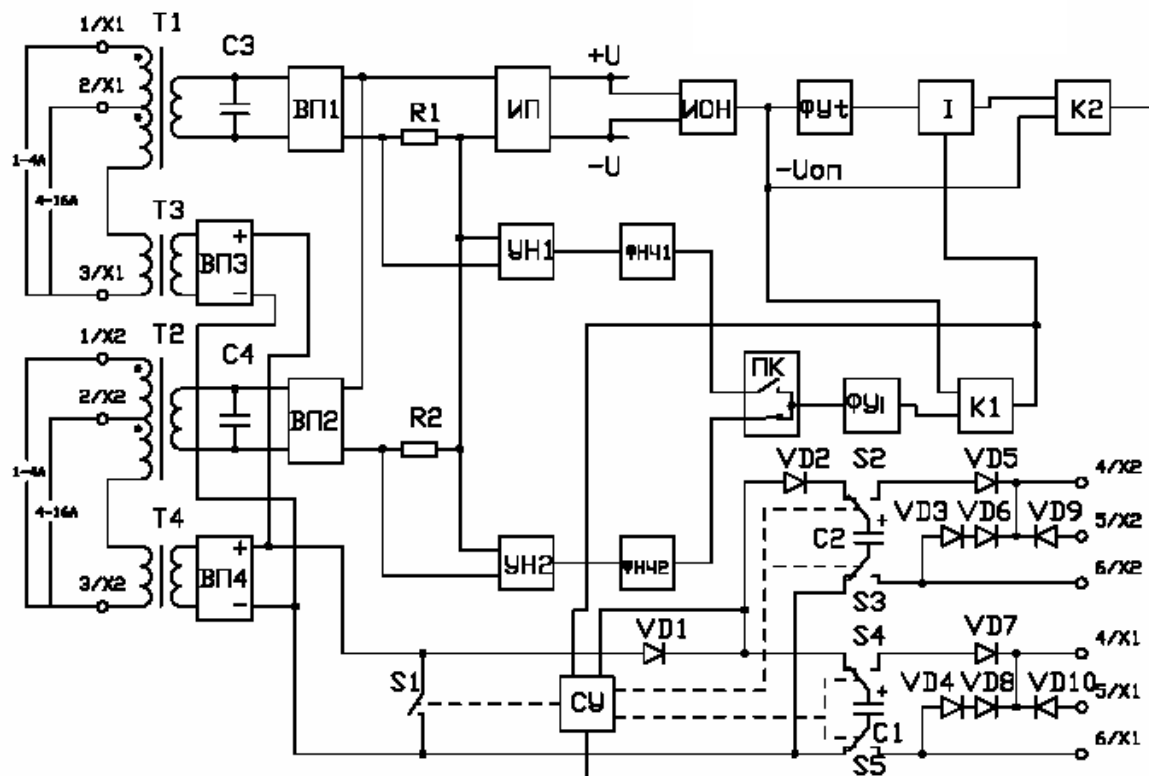 T1
1/X1
2/X1
1-4A
4-16A
T3
3/X1
C3
ВП1
R1
ИП
+U
-U
ИОН
ФУt
I
К2
-Uоп
ВП3
+
-
УН1
ФНЧ1
T2
1/X2
2/X2
1-4A
4-16A
T4
3/X2
C4
ВП2
R2
ПК
ФУI
К1
ВП4
+
-
УН2
ФНЧ2
VD2
S2
VD5
4/X2
VD3
VD6
VD9
5/X2
C2
+
6/X2
S3
VD1
S4
VD7
4/X1
S1
СУ
+
VD4
VD8
VD10
5/X1
C1
6/X1
S5